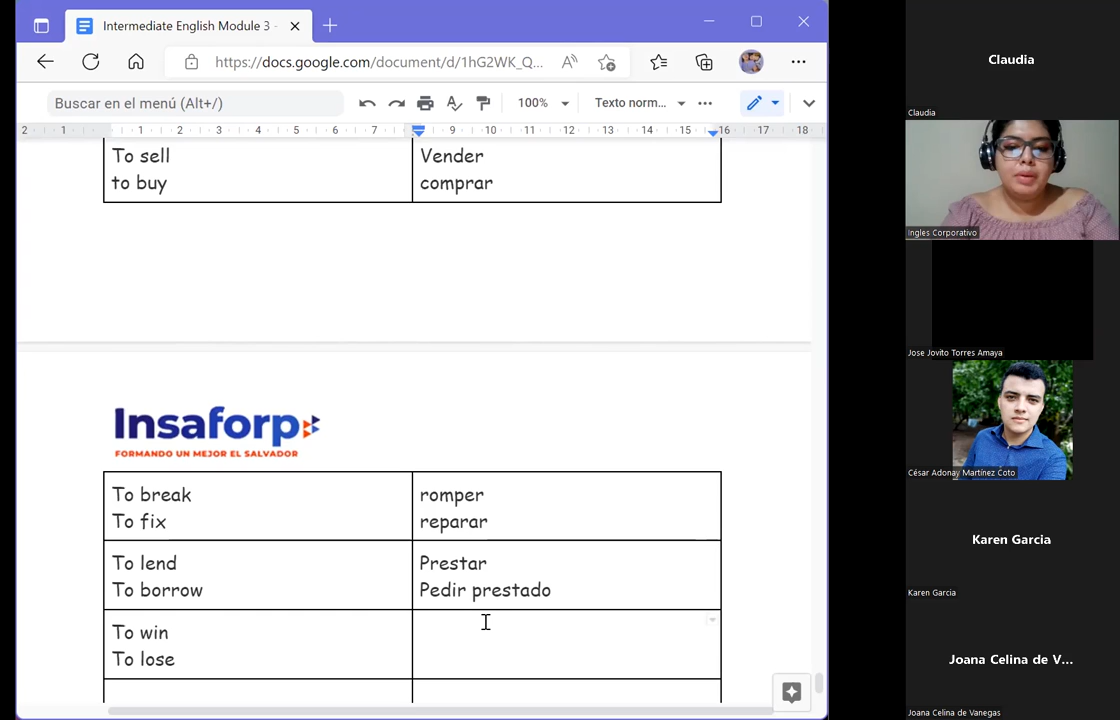 Intermediate English Module 3 -
https://docs.google.com/document/d/1hG2WK_Q...
Buscar en el menú (Alt+/)
100%
Texto norm...
2 1 1 2 3 4 5 6 7 9 10 11 12 13 14 15 16 17 18
To sell
to buy
Vender
comprar
Insaforp
FORMANDO UN MEJOR EL SALVADOR
To break
To fix
romper
reparar
To lend
To borrow
Prestar
Pedir prestado
To win
To lose
Claudia
Claudia
Ingles Corporativo
Jose Jovito Torres Amaya
César Adonay Martínez Coto
Karen Garcia
Karen Garcia
Joana Celina de V...
Joana Celina de Vanegas